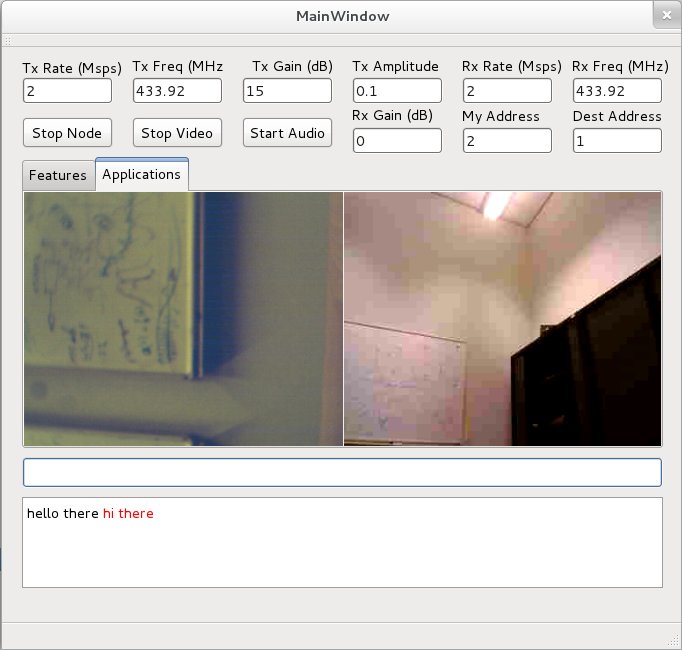 MainWindow
Tx Rate (Msps) Tx Freq (MHz Tx Gain (dB) Tx Amplitude Rx Rate (Msps) Rx Freq (MHz)
2 433.92 15 0.1 2 433.92
Stop Node Stop Video Start Audio
Rx Gain (dB) My Address Dest Address
0 2 1
Features Applications
hello there hi there